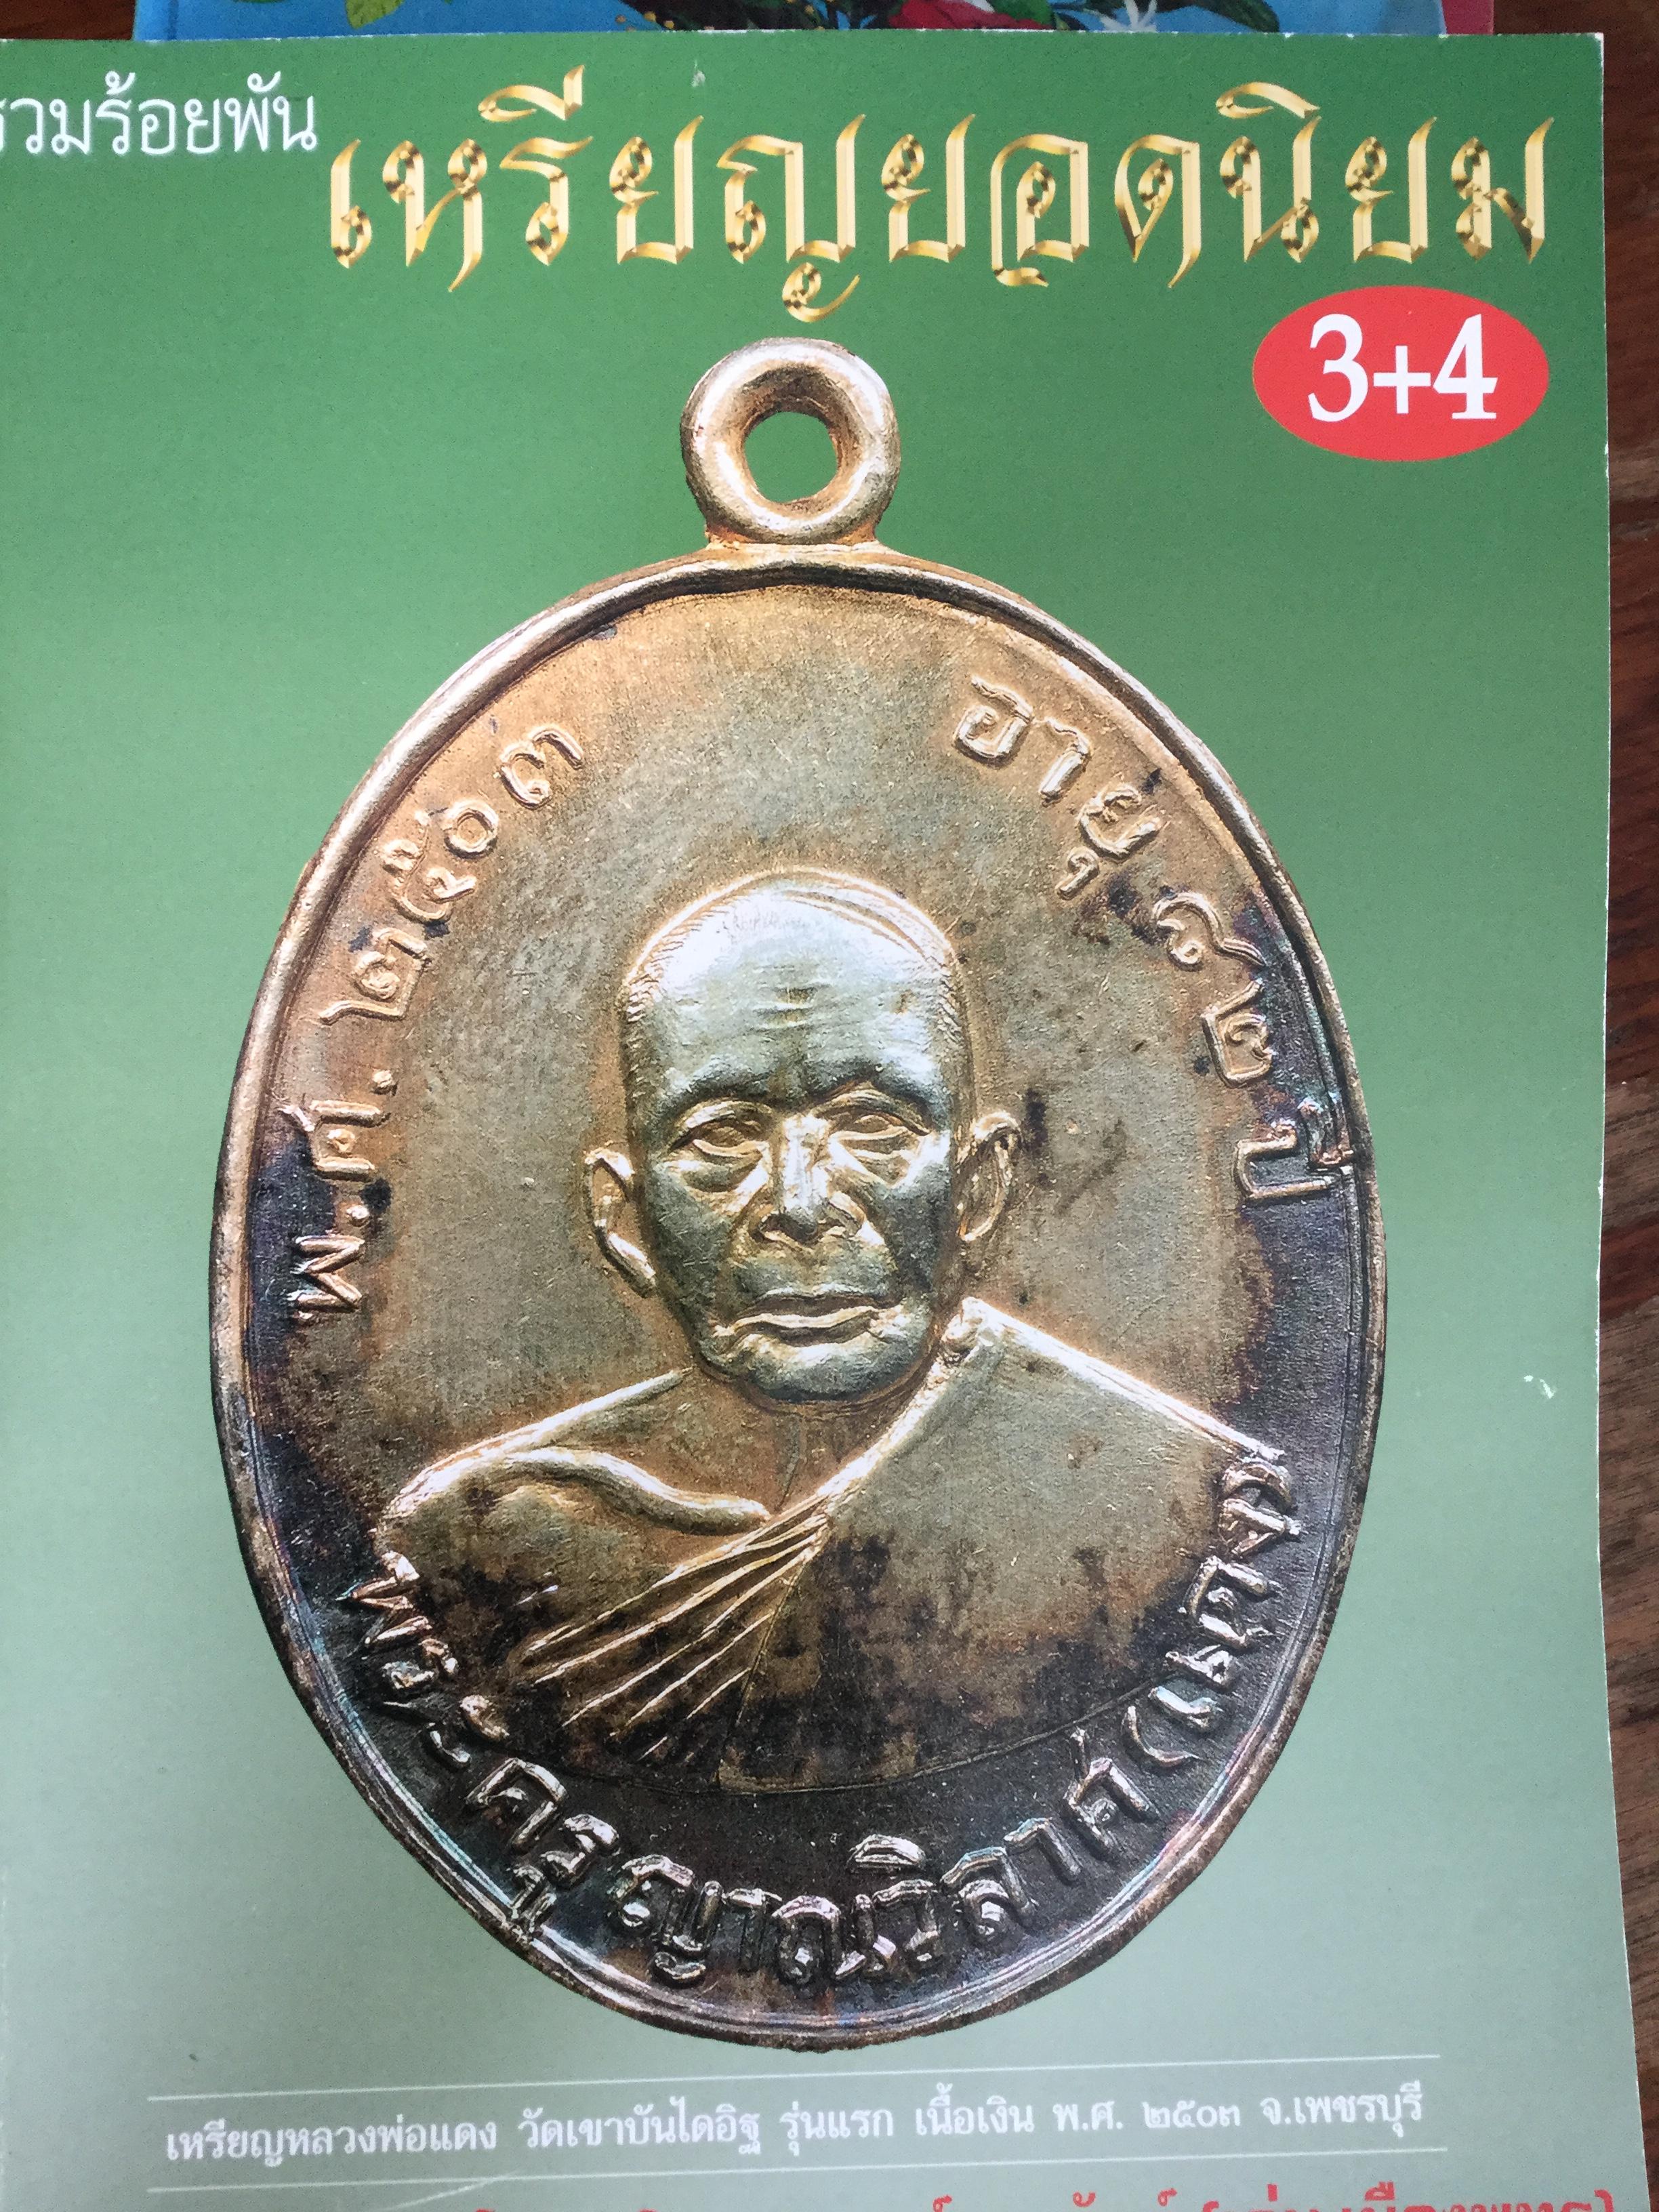 รวมร้อยพัน
เหรียญยอดนิยม
3+4
พ.ศ. ๒๕๐๓
อายุ ๘๒ ปี
พระครูญาณวิลาศ (แดง)
เหรียญหลวงพ่อแดง วัดเขาบันไดอิฐ รุ่นแรก เนื้อเงิน พ.ศ. ๒๕๐๓ จ.เพชรบุรี